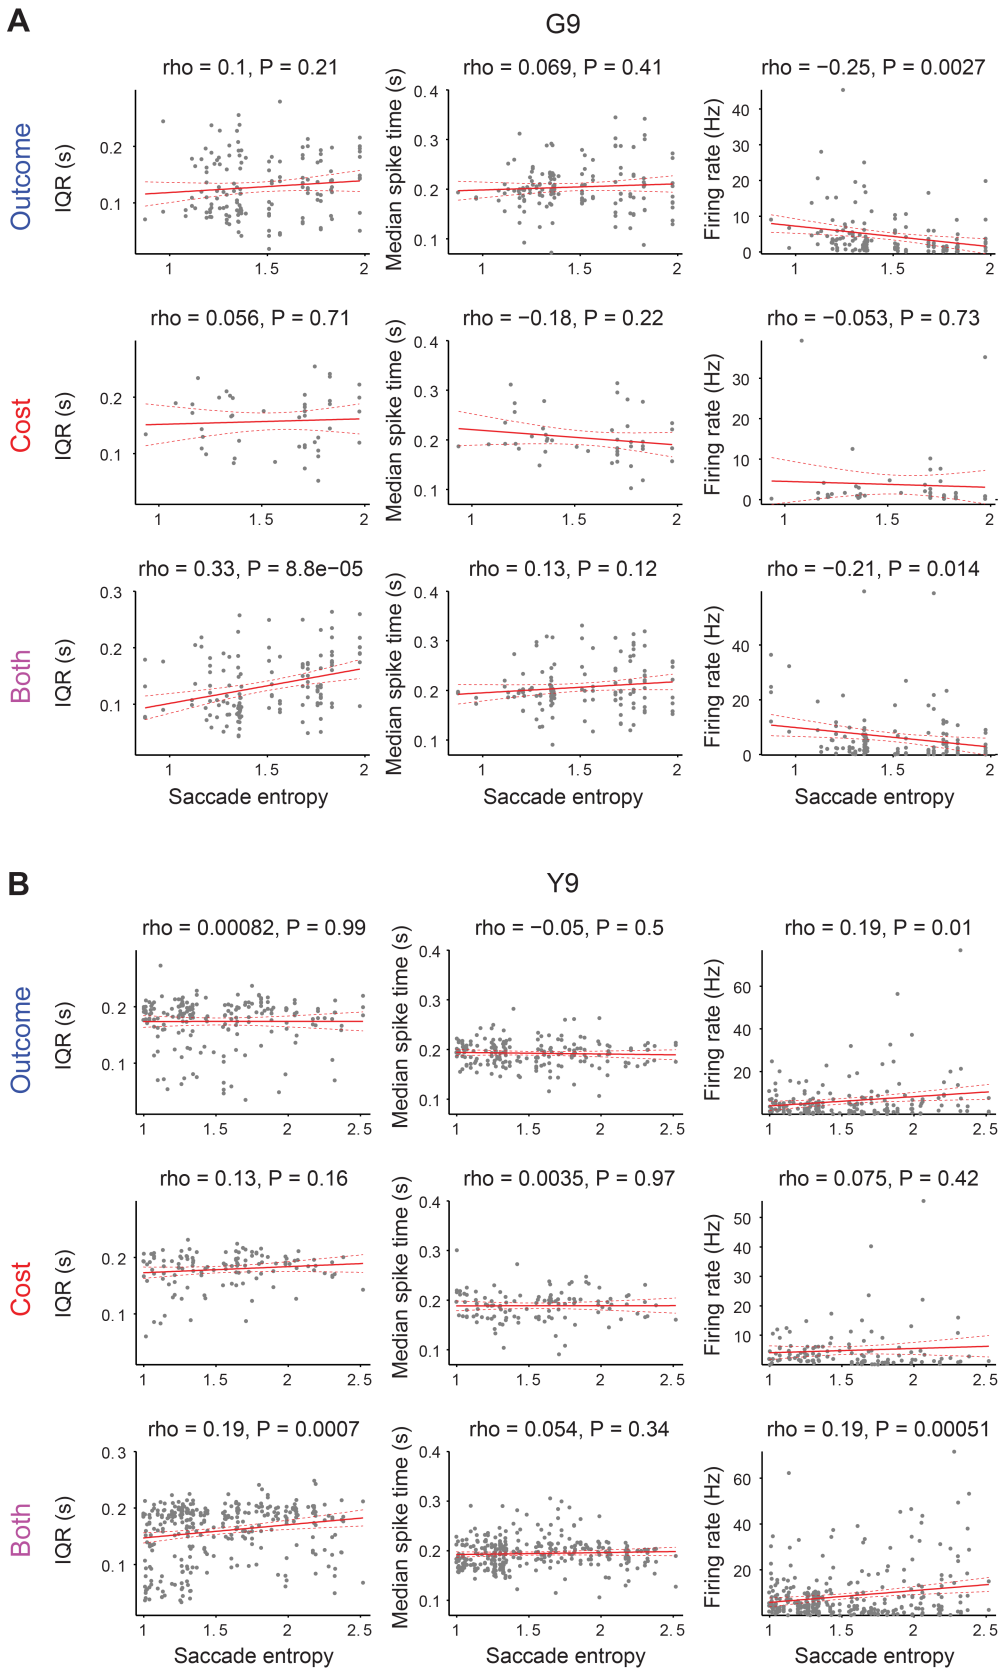 A
G9
rho = 0.1, P = 0.21
rho = 0.069, P = 0.41
rho = −0.25, P = 0.0027
Outcome
IQR (s)
0.2
0.1
1
1.5
2
Median spike time (s)
0.4
0.3
0.2
0.1
1
1.5
2
Firing rate (Hz)
40
30
20
10
0
1
1.5
2
rho = 0.056, P = 0.71
rho = −0.18, P = 0.22
rho = −0.053, P = 0.73
Cost
IQR (s)
0.2
0.1
1
1.5
2
Median spike time (s)
0.4
0.3
0.2
0.1
1
1.5
2
Firing rate (Hz)
30
20
10
0
1
1.5
2
rho = 0.33, P = 8.8e−05
rho = 0.13, P = 0.12
rho = −0.21, P = 0.014
Both
IQR (s)
0.3
0.2
0.1
1
1.5
2
Saccade entropy
Median spike time (s)
0.4
0.3
0.2
0.1
1
1.5
2
Saccade entropy
Firing rate (Hz)
40
20
0
1
1.5
2
Saccade entropy
B
Y9
rho = 0.00082, P = 0.99
rho = −0.05, P = 0.5
rho = 0.19, P = 0.01
Outcome
IQR (s)
0.2
0.1
1
1.5
2
2.5
Median spike time (s)
0.4
0.3
0.2
0.1
1
1.5
2
2.5
Firing rate (Hz)
60
40
20
1
1.5
2
2.5
rho = 0.13, P = 0.16
rho = 0.0035, P = 0.97
rho = 0.075, P = 0.42
Cost
IQR (s)
0.2
0.1
1
1.5
2
2.5
Median spike time (s)
0.4
0.3
0.2
0.1
1
1.5
2
2.5
Firing rate (Hz)
50
40
30
20
10
1
1.5
2
2.5
rho = 0.19, P = 0.0007
rho = 0.054, P = 0.34
rho = 0.19, P = 0.00051
Both
IQR (s)
0.3
0.2
0.1
1
1.5
2
2.5
Saccade entropy
Median spike time (s)
0.4
0.3
0.2
0.1
1
1.5
2
2.5
Saccade entropy
Firing rate (Hz)
60
40
20
1
1.5
2
2.5
Saccade entropy